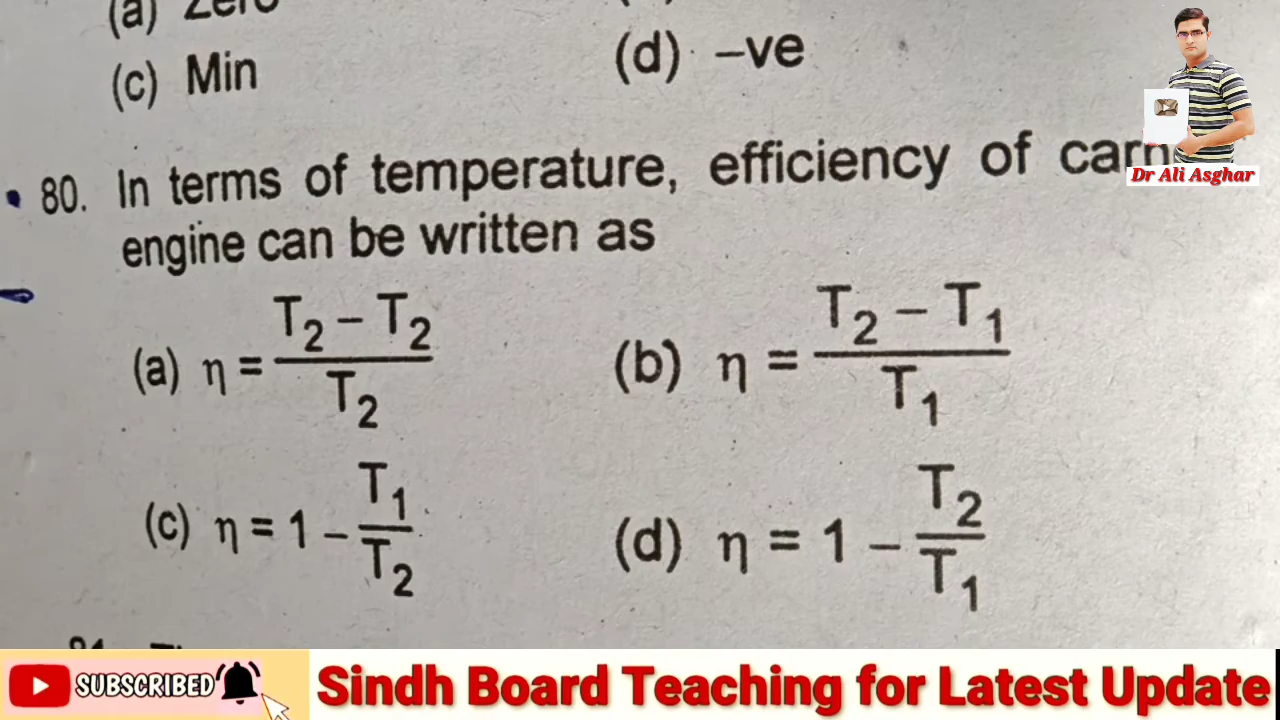 (a) Zero
(c) Min
(d) –ve
80. In terms of temperature, efficiency of
Dr Ali Asghar
engine can be written as
(a) η = T₂ – T₂ / T₂
(b) η = T₂ – T₁ / T₁
(c) η = 1 – T₁ / T₂
(d) η = 1 – T₂ / T₁
SUBSCRIBED
Sindh Board Teaching for Latest Update